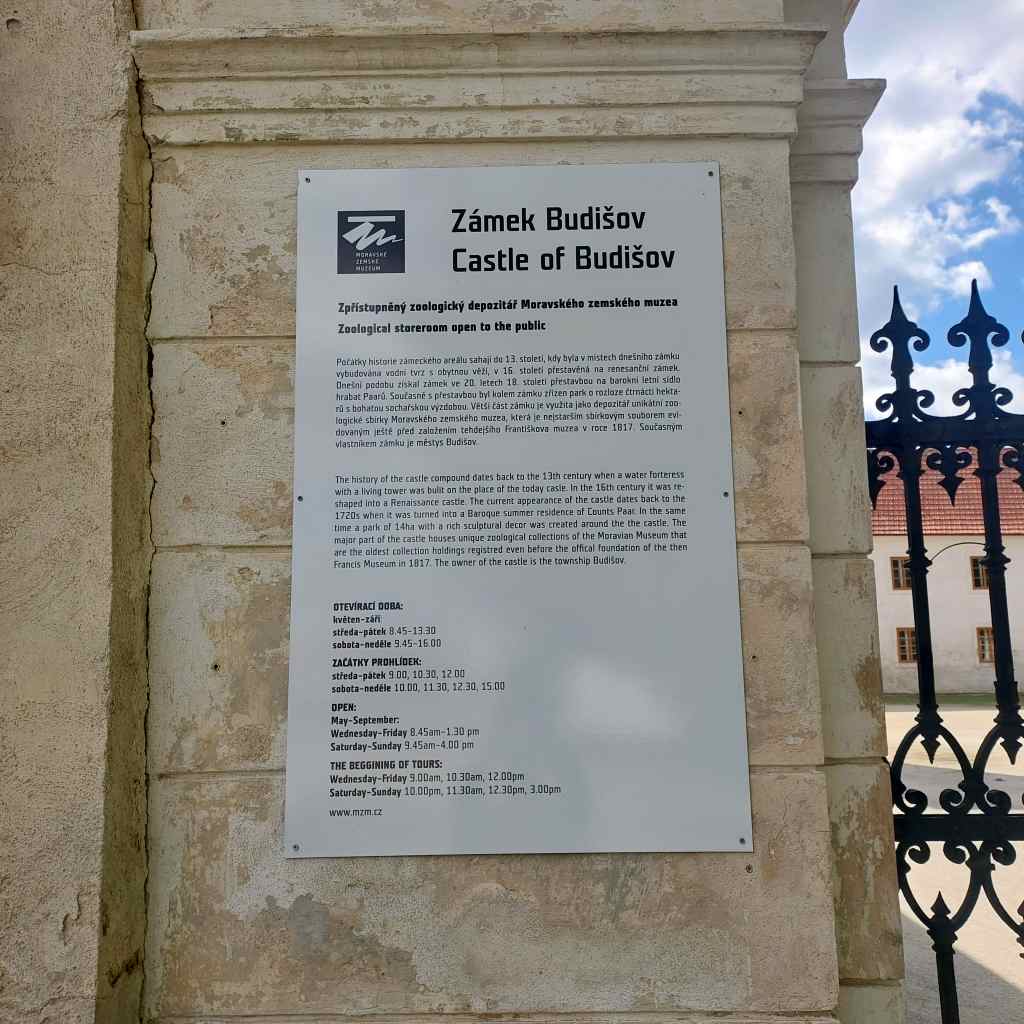 MORAVSKÉ
ZEMSKÉ
MUZEUM
Zámek Budišov
Castle of Budišov
Zpřístupněný zoologický depozitář Moravského zemského muzea
Zoological storeroom open to the public
Počátky historie zámeckého areálu sahají do 13. století, kdy byla v místech dnešního zámku
vybudována vodní tvrz s obytnou věží, v 16. století přestavěná na renesanční zámek.
Dnešní podobu získal zámek ve 20. letech 18. století přestavbou na barokní letní sídlo
hrabat Paarů. Současně s přestavbou byl kolem zámku zřízen park o rozloze čtrnácti hekta-
rů s bohatou sochařskou výzdobou. Větší část zámku je využita jako depozitář unikátní zoo-
logické sbírky Moravského zemského muzea, která je nejstarším sbírkovým souborem evi-
dovaným ještě před založením tehdejšího Františkova muzea v roce 1817. Současným
vlastníkem zámku je městys Budišov.
The history of the castle compound dates back to the 13th century when a water forteress
with a living tower was bulit on the place of the today castle. In the 16th century it was re-
shaped into a Renaissance castle. The current appearance of the castle dates back to the
1720s when it was turned into a Baroque summer residence of Counts Paar. In the same
time a park of 14ha with a rich sculptural decor was created around the the castle. The
major part of the castle houses unique zoological collections of the Moravian Museum that
are the oldest collection holdings registred even before the offical foundation of the then
Francis Museum in 1817. The owner of the castle is the township Budišov.
OTEVÍRACÍ DOBA:
květen-září:
středa-pátek 8.45-13.30
sobota-neděle 9.45-16.00
ZAČÁTKY PROHLÍDEK:
středa-pátek 9.00, 10.30, 12.00
sobota-neděle 10.00, 11.30, 12.30, 15.00
OPEN:
May-September:
Wednesday-Friday 8.45am-1.30 pm
Saturday-Sunday 9.45am-4.00 pm
THE BEGGINING OF TOURS:
Wednesday-Friday 9.00am, 10.30am, 12.00pm
Saturday-Sunday 10.00pm, 11.30am, 12.30pm, 3.00pm
www.mzm.cz